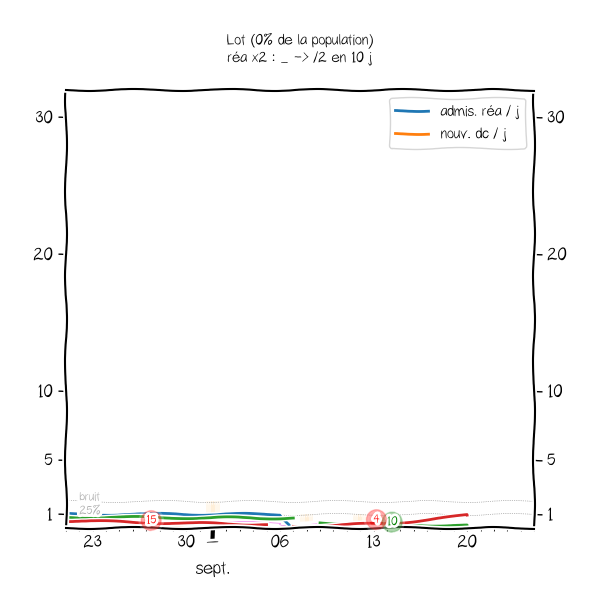 Lot (0% de la population)
réa x2 : _ -> /2 en 10 j
admis. réa / j
nouv. dc / j
30 30
20 20
10 10
5 5
bruit
25%
1 1
15 4 10
23 30 06 13 20
sept.